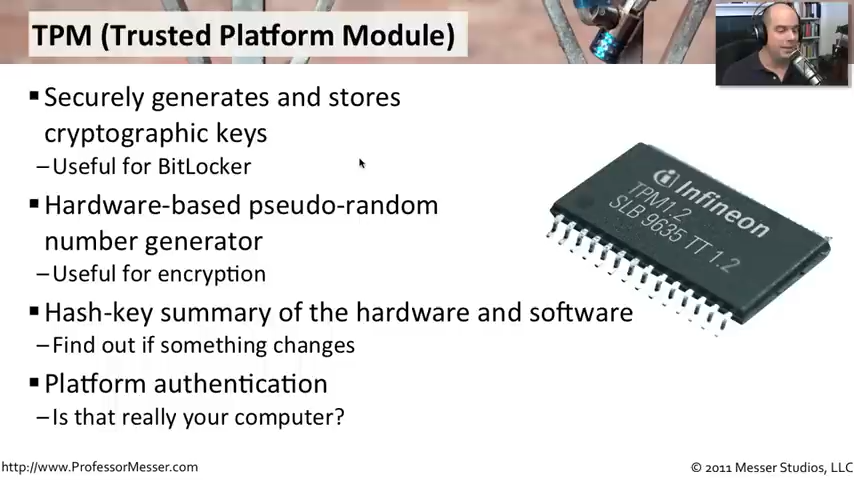 TPM (Trusted Platform Module)
▪ Securely generates and stores
cryptographic keys
– Useful for BitLocker
▪ Hardware-based pseudo-random
number generator
– Useful for encryption
▪ Hash-key summary of the hardware and software
– Find out if something changes
▪ Platform authentication
– Is that really your computer?
Infineon
TPM1.2
SLB 9635 TT 1.2
http://www.ProfessorMesser.com
© 2011 Messer Studios, LLC